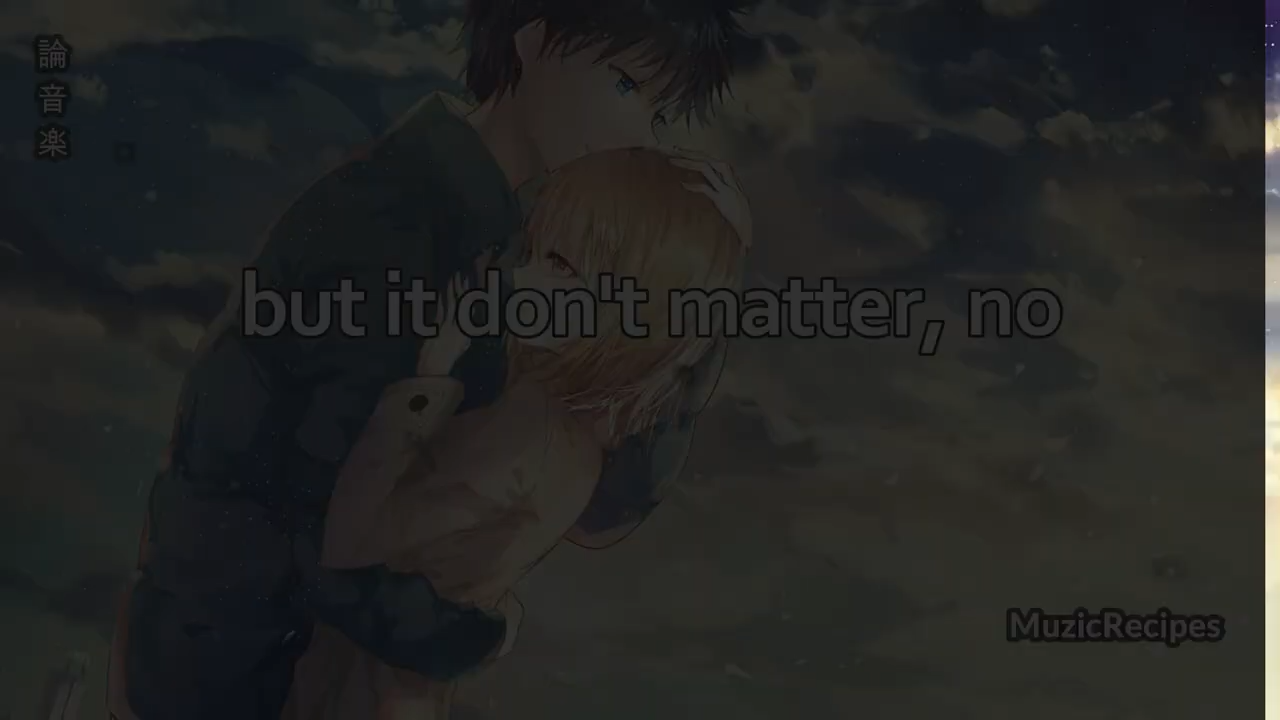 論音楽
but it don't matter, no
MuzicRecipes